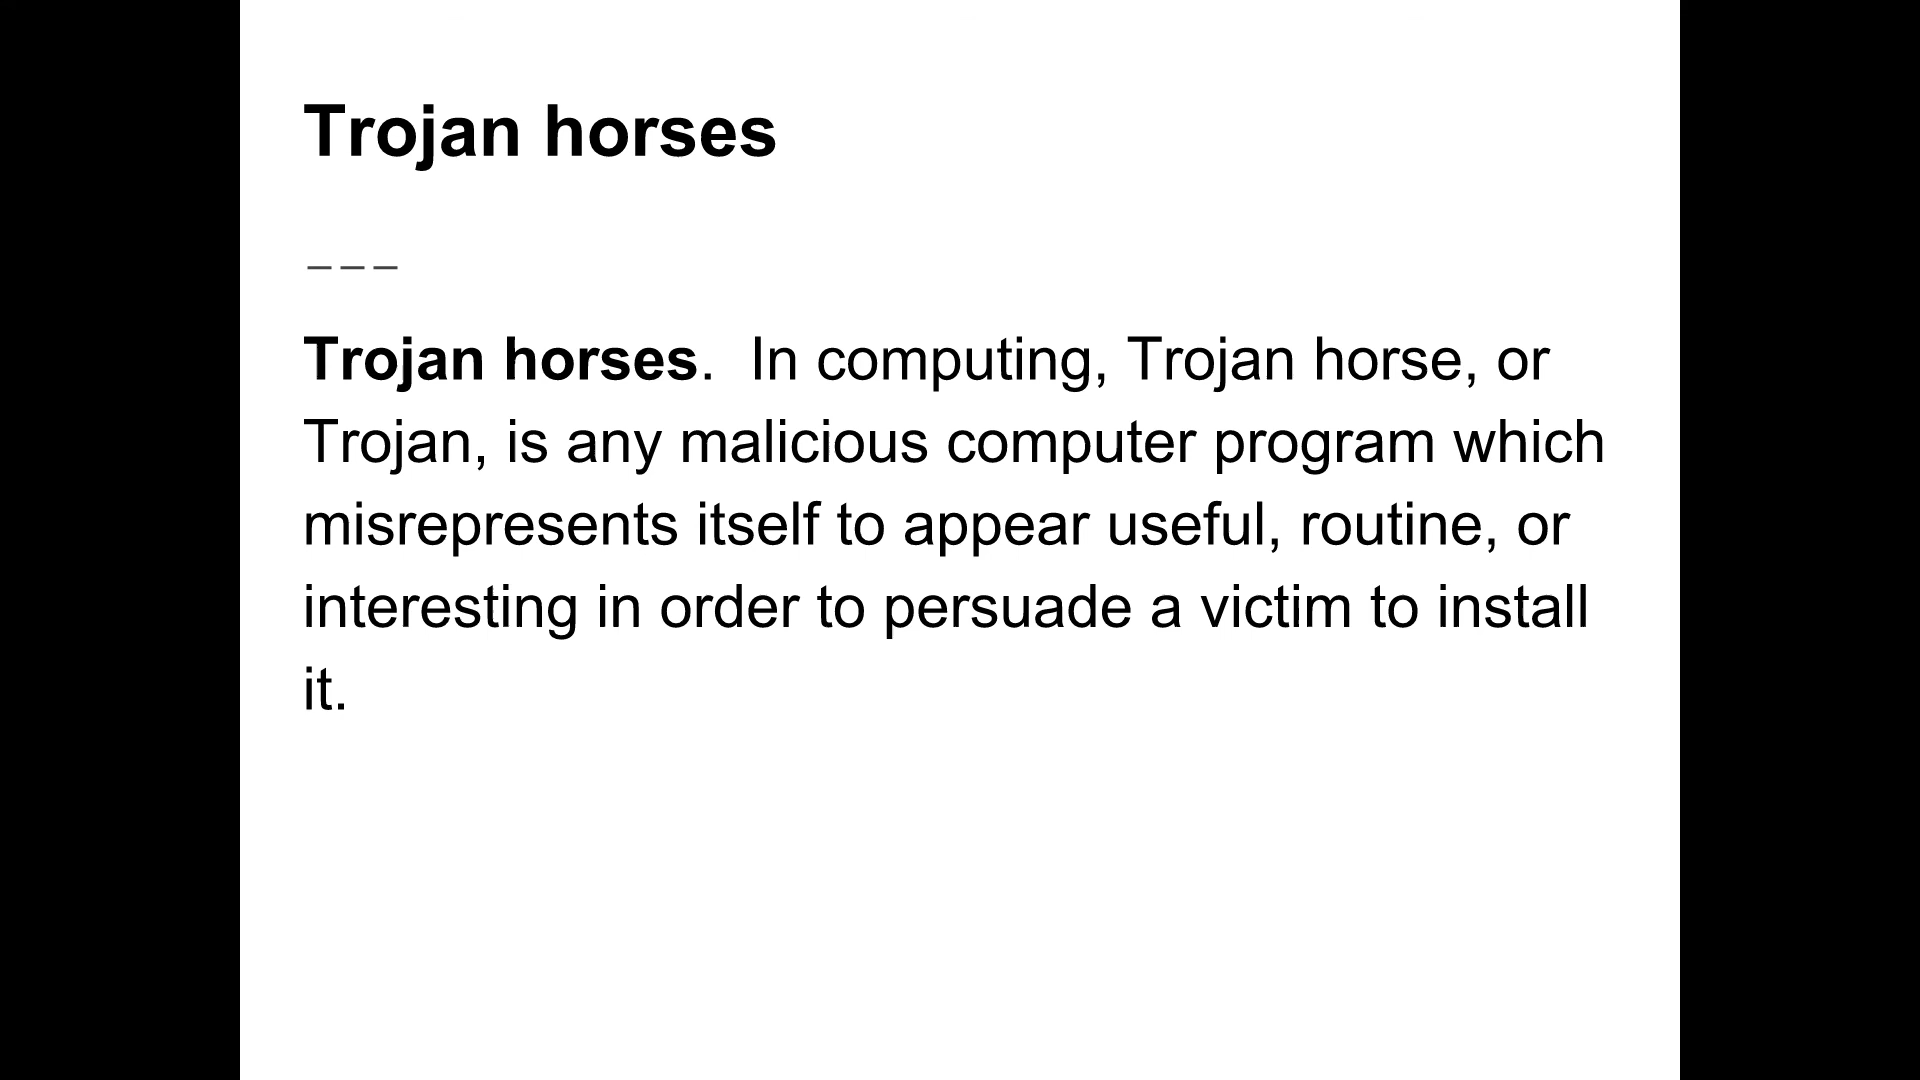 Trojan horses
___
Trojan horses.  In computing, Trojan horse, or
Trojan, is any malicious computer program which
misrepresents itself to appear useful, routine, or
interesting in order to persuade a victim to install
it.